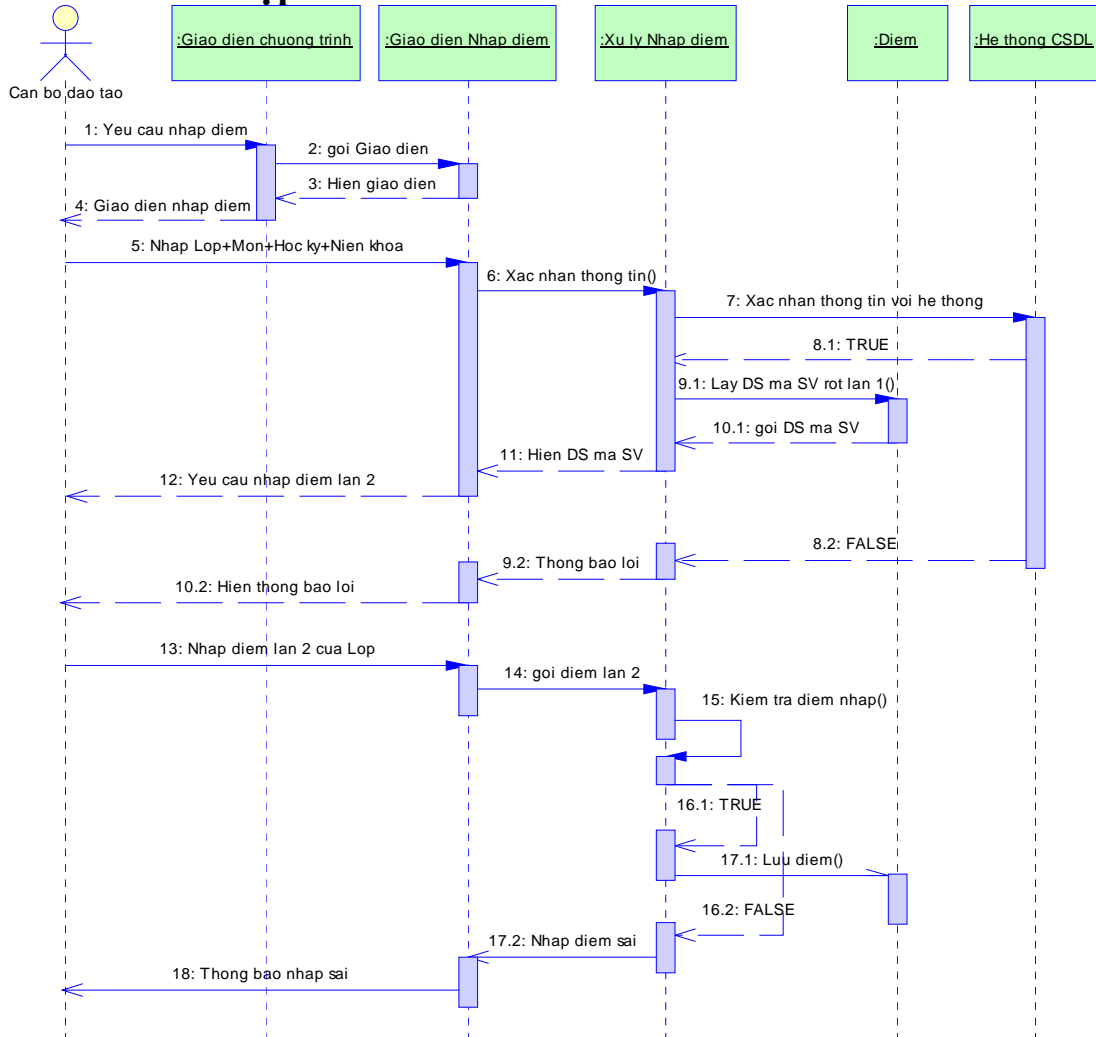 :Giao dien chuong trinh
:Giao dien Nhap diem
:Xu ly Nhap diem
:Diem
:He thong CSDL
Can bo dao tao
1: Yeu cau nhap diem
2: goi Giao dien
3: Hien giao dien
4: Giao dien nhap diem
5: Nhap Lop+Mon+Hoc ky+Nien khoa
6: Xac nhan thong tin()
7: Xac nhan thong tin voi he thong
8.1: TRUE
9.1: Lay DS ma SV rot lan 1()
10.1: goi DS ma SV
11: Hien DS ma SV
12: Yeu cau nhap diem lan 2
8.2: FALSE
9.2: Thong bao loi
10.2: Hien thong bao loi
13: Nhap diem lan 2 cua Lop
14: goi diem lan 2
15: Kiem tra diem nhap()
16.1: TRUE
17.1: Luu diem()
16.2: FALSE
17.2: Nhap diem sai
18: Thong bao nhap sai